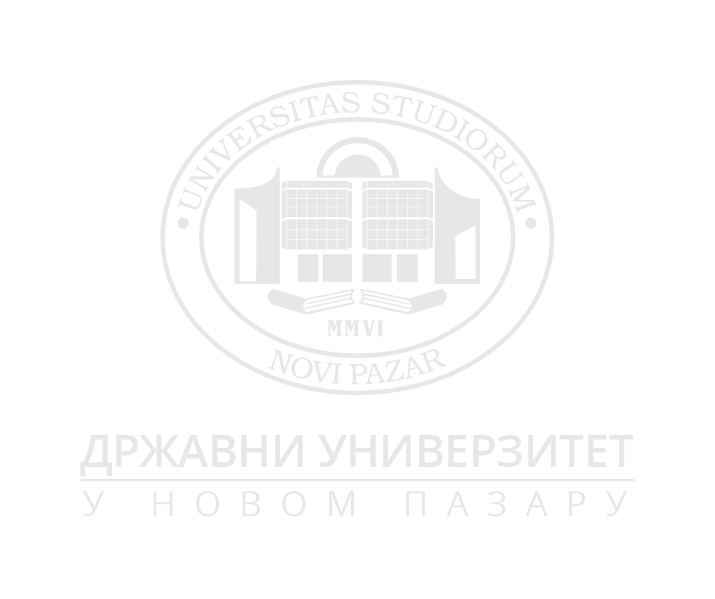 UNIVERSITAS STUDIORUM
MMVI
NOVI PAZAR
ДРЖАВНИ УНИВЕРЗИТЕТ
У НОВОМ ПАЗАРУ